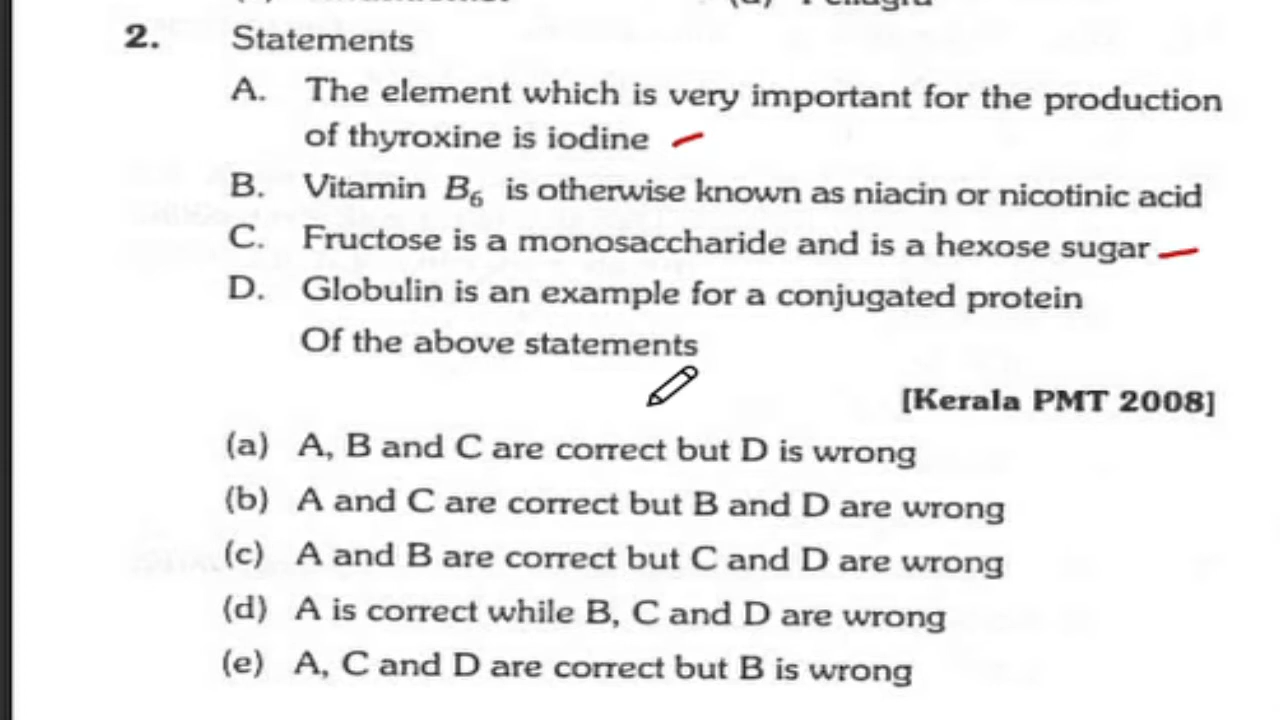 2. Statements
A. The element which is very important for the production
of thyroxine is iodine
B. Vitamin B₆ is otherwise known as niacin or nicotinic acid
C. Fructose is a monosaccharide and is a hexose sugar
D. Globulin is an example for a conjugated protein
Of the above statements
[Kerala PMT 2008]
(a) A, B and C are correct but D is wrong
(b) A and C are correct but B and D are wrong
(c) A and B are correct but C and D are wrong
(d) A is correct while B, C and D are wrong
(e) A, C and D are correct but B is wrong